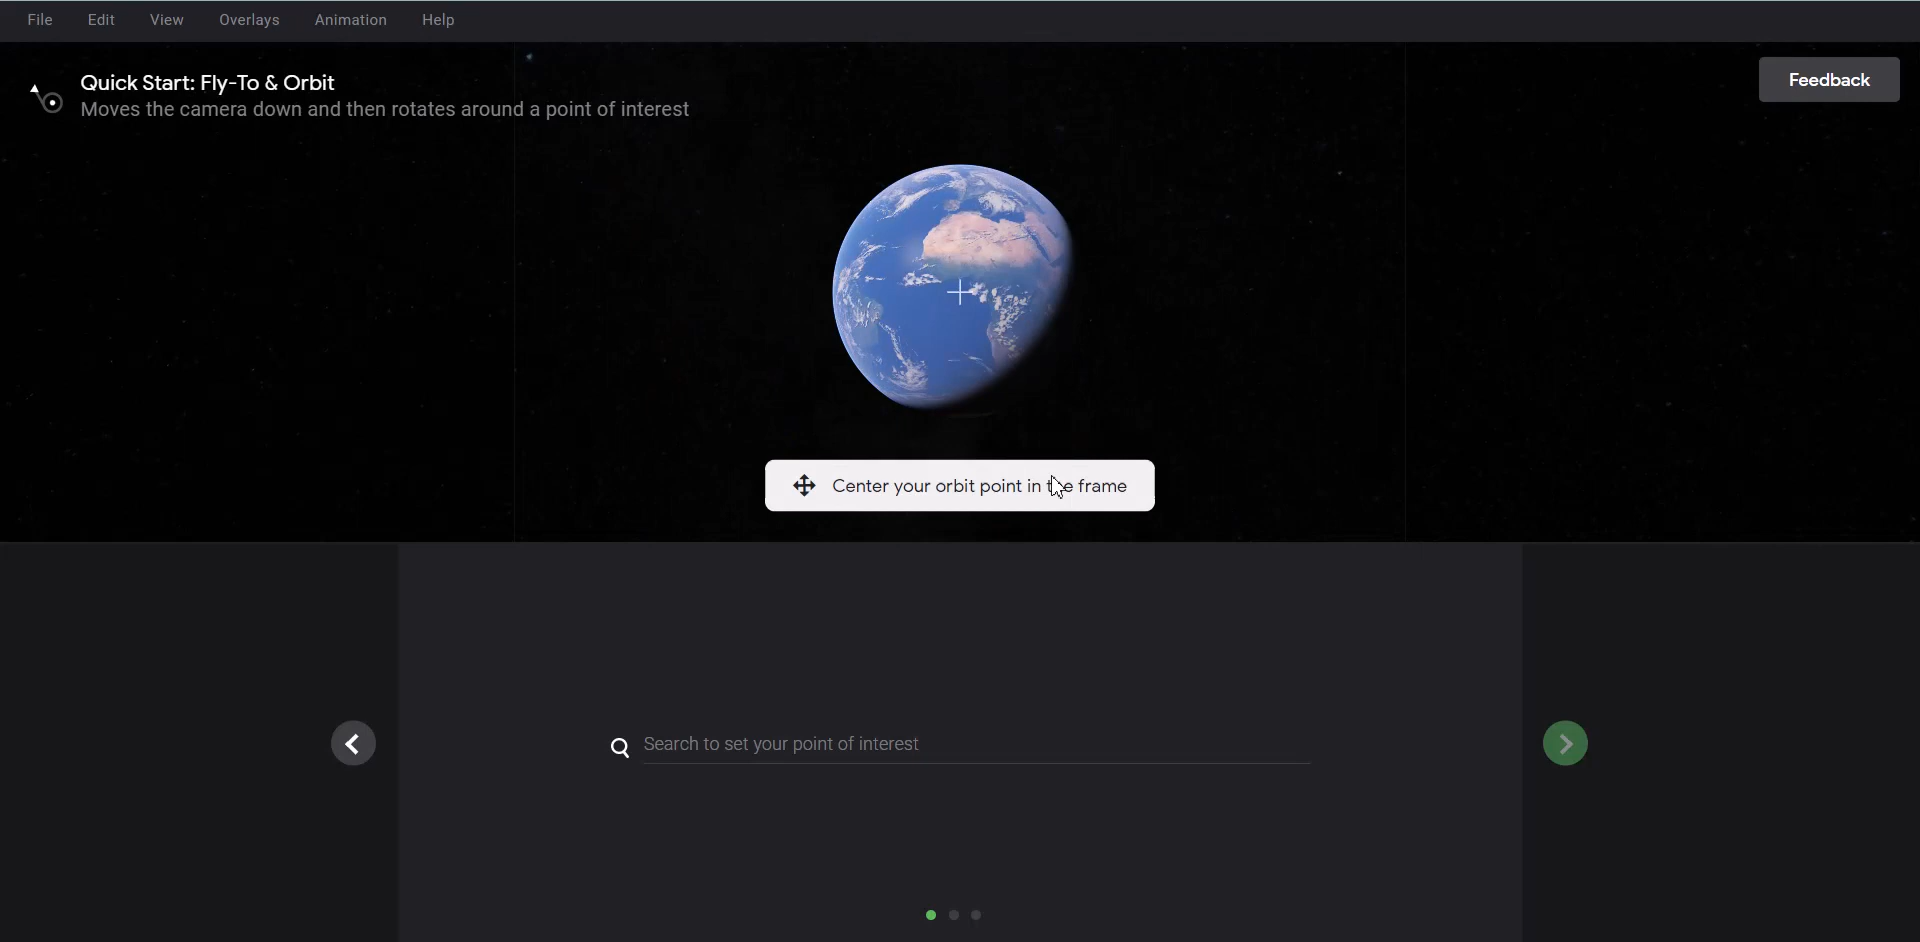 File Edit View Overlays Animation Help
Quick Start: Fly-To & Orbit
Moves the camera down and then rotates around a point of interest
Feedback
Center your orbit point in the frame
Search to set your point of interest